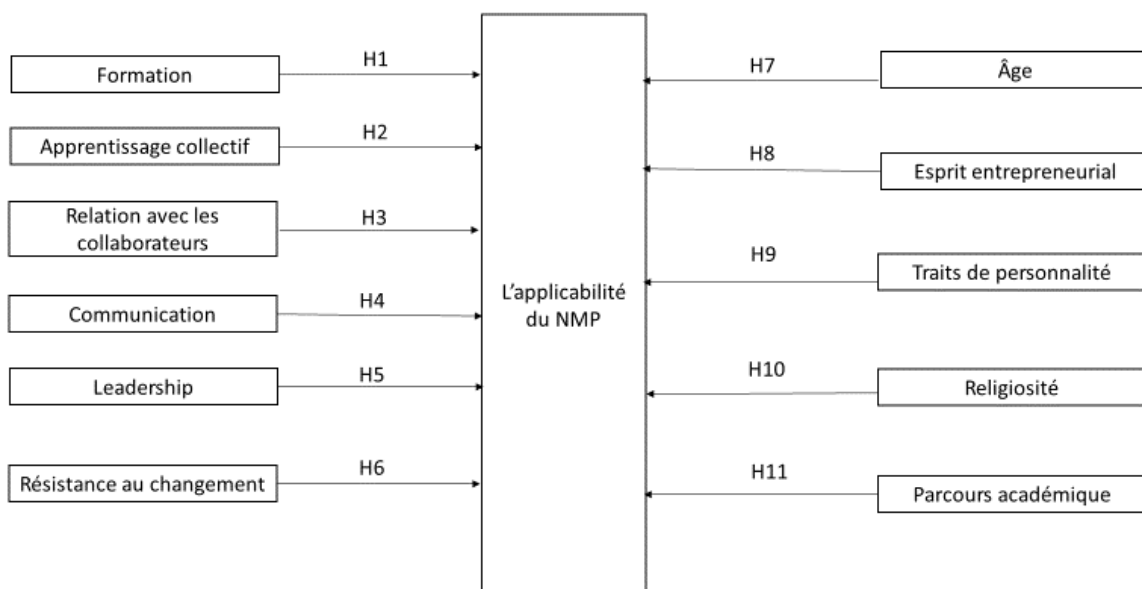 H1
Formation
H2
Apprentissage collectif
H3
Relation avec les
collaborateurs
H4
Communication
H5
Leadership
H6
Résistance au changement
L'applicabilité
du NMP
H7
Âge
H8
Esprit entrepreneurial
H9
Traits de personnalité
H10
Religiosité
H11
Parcours académique